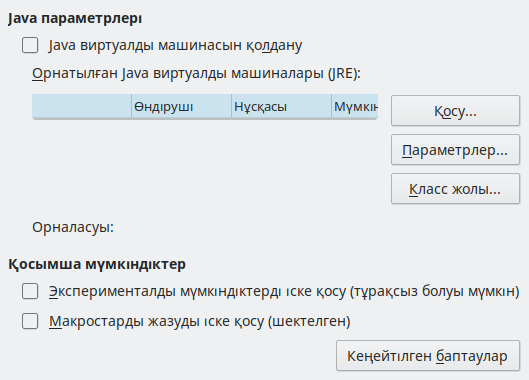 Java параметрлері
Java виртуалды машинасын қолдану
Орнатылған Java виртуалды машиналары (JRE):
Өндіруші Нұсқасы Мүмкін
Қосу...
Параметрлер...
Класс жолы...
Орналасуы:
Қосымша мүмкіндіктер
Эксперименталды мүмкіндіктерді іске қосу (тұрақсыз болуы мүмкін)
Макростарды жазуды іске қосу (шектелген)
Кеңейтілген баптаулар